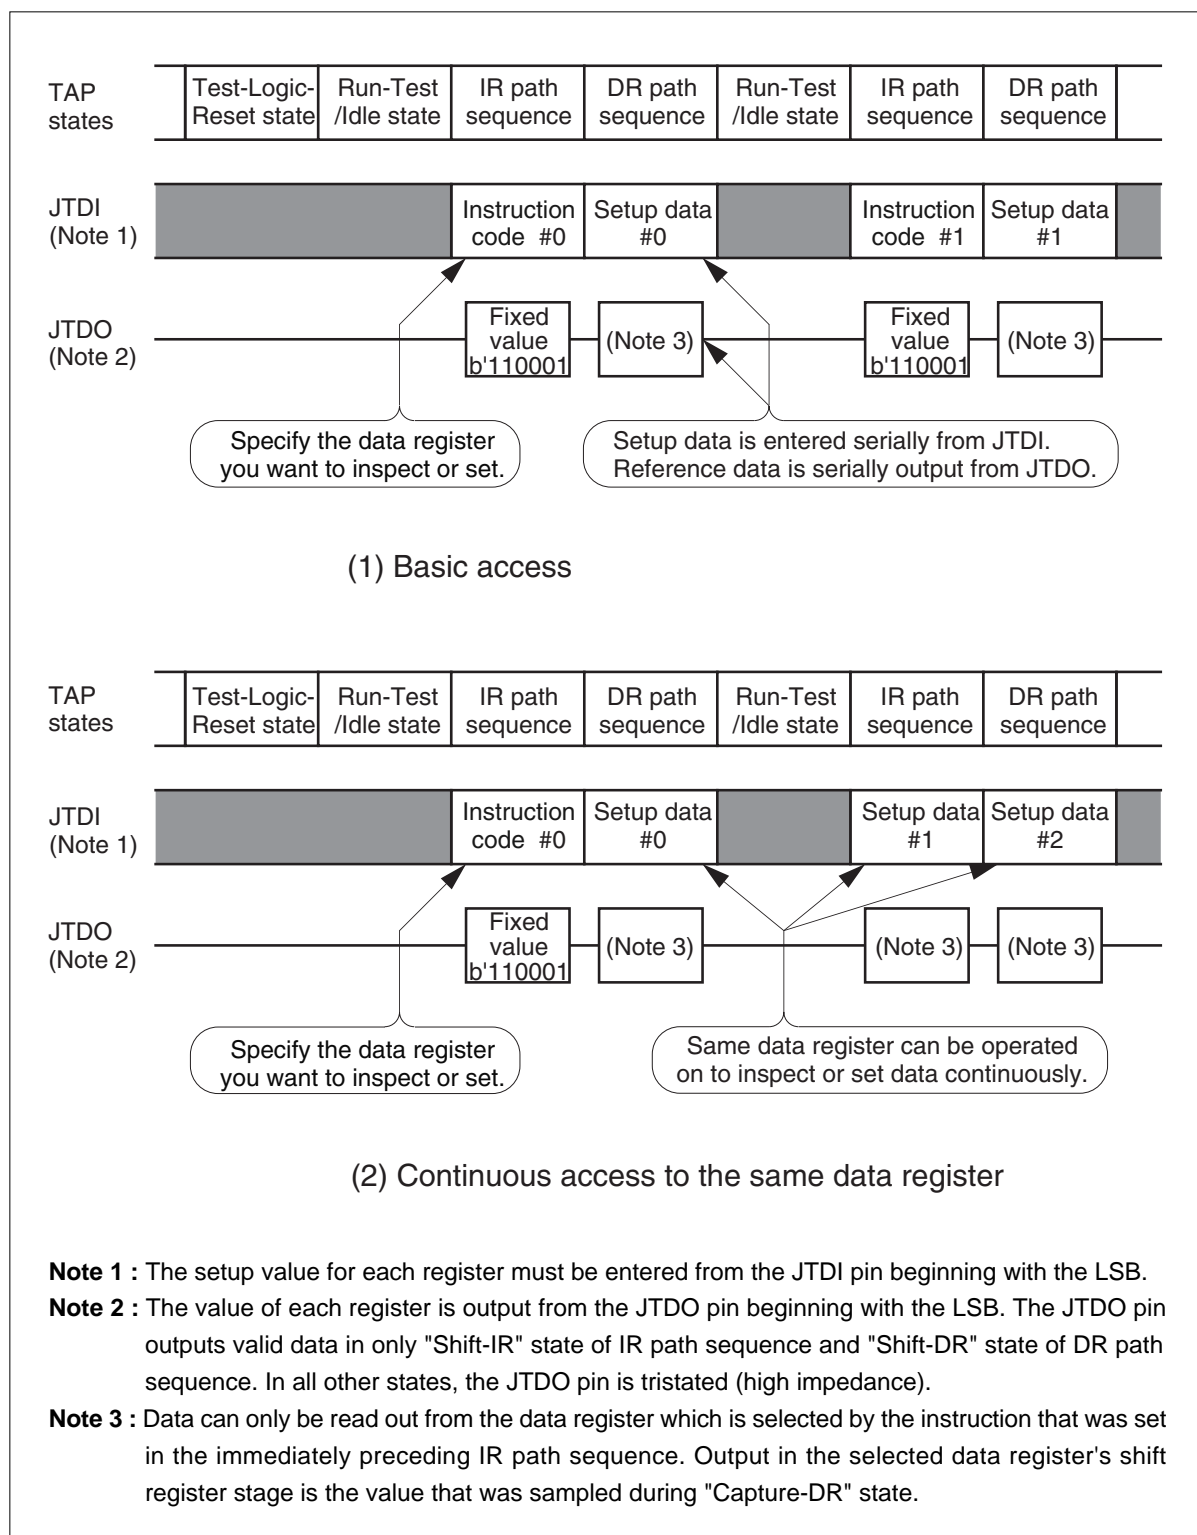 TAP
states
Test-Logic-
Reset state
Run-Test
/Idle state
IR path
sequence
DR path
sequence
Run-Test
/Idle state
IR path
sequence
DR path
sequence
JTDI
(Note 1)
Instruction
code #0
Setup data
#0
Instruction
code #1
Setup data
#1
JTDO
(Note 2)
Fixed
value
b'110001
(Note 3)
Fixed
value
b'110001
(Note 3)
Specify the data register
you want to inspect or set.
Setup data is entered serially from JTDI.
Reference data is serially output from JTDO.
(1) Basic access
TAP
states
Test-Logic-
Reset state
Run-Test
/Idle state
IR path
sequence
DR path
sequence
Run-Test
/Idle state
IR path
sequence
DR path
sequence
JTDI
(Note 1)
Instruction
code #0
Setup data
#0
Setup data
#1
Setup data
#2
JTDO
(Note 2)
Fixed
value
b'110001
(Note 3)
(Note 3)
(Note 3)
Specify the data register
you want to inspect or set.
Same data register can be operated
on to inspect or set data continuously.
(2) Continuous access to the same data register
Note 1 : The setup value for each register must be entered from the JTDI pin beginning with the LSB.
Note 2 : The value of each register is output from the JTDO pin beginning with the LSB. The JTDO pin
outputs valid data in only "Shift-IR" state of IR path sequence and "Shift-DR" state of DR path
sequence. In all other states, the JTDO pin is tristated (high impedance).
Note 3 : Data can only be read out from the data register which is selected by the instruction that was set
in the immediately preceding IR path sequence. Output in the selected data register's shift
register stage is the value that was sampled during "Capture-DR" state.